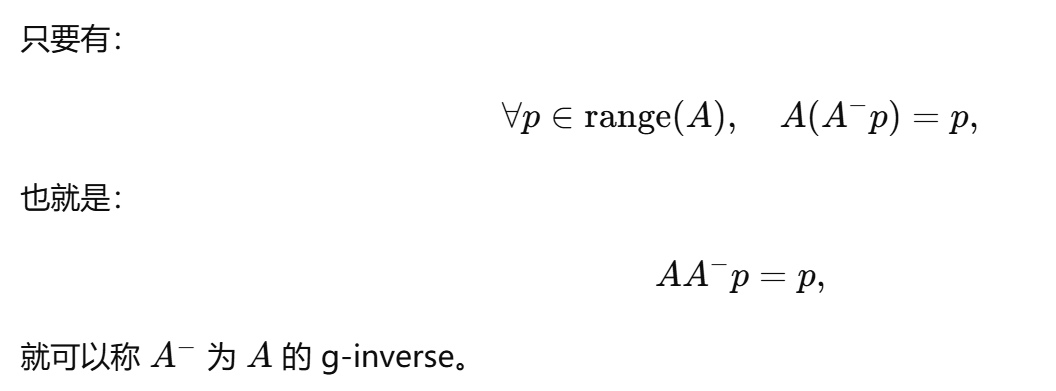 只要有：
∀p ∈ range(A), A(A⁻p) = p,
也就是：
AA⁻p = p,
就可以称 A⁻ 为 A 的 g-inverse。